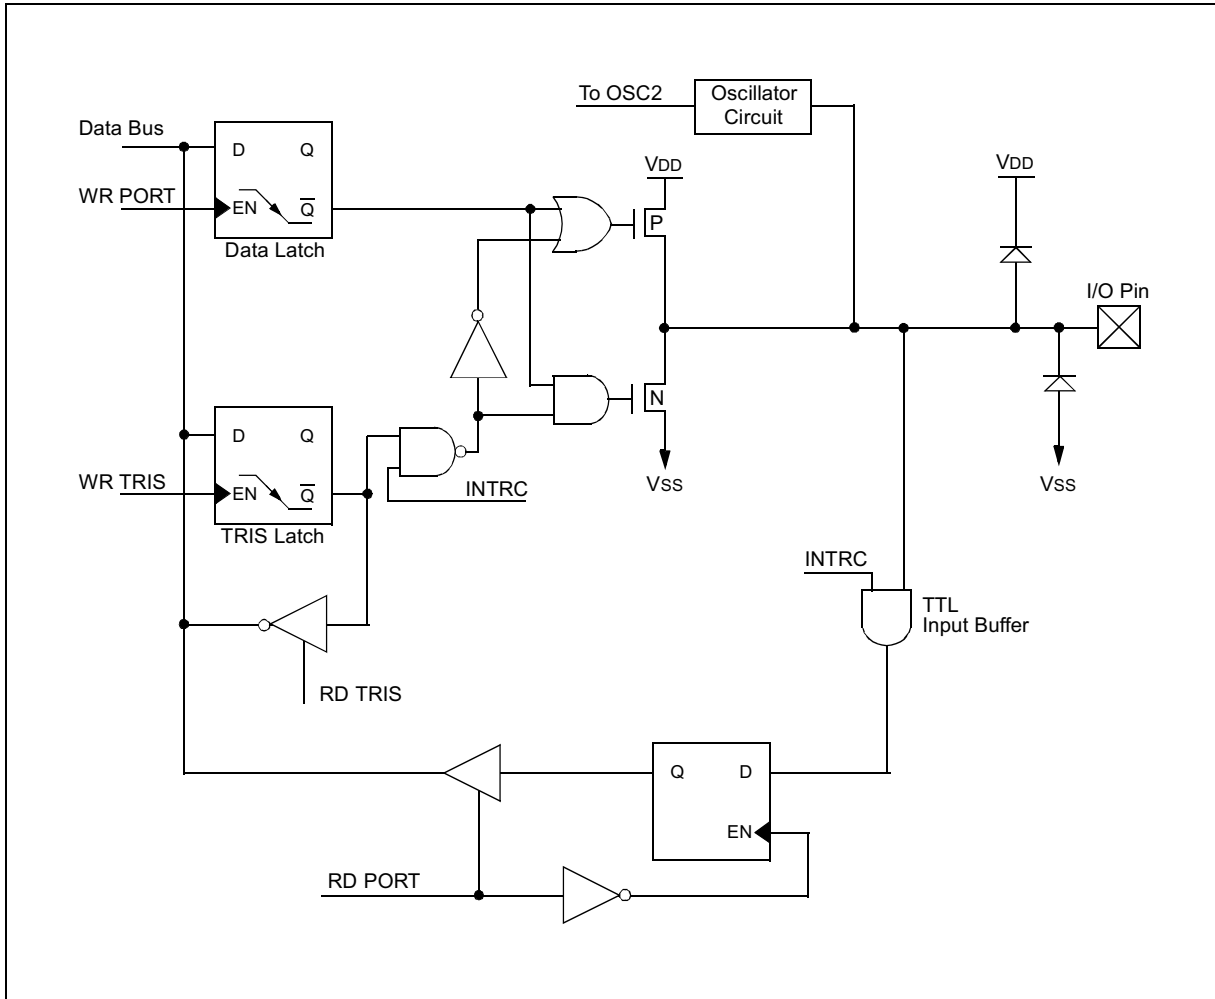 To OSC2
Oscillator
Circuit
Data Bus
D
Q
VDD
VDD
WR PORT
EN
Q̅
P
Data Latch
I/O Pin
D
Q
N
WR TRIS
EN
Q̅
INTRC
VSS
VSS
TRIS Latch
INTRC
TTL
Input Buffer
RD TRIS
Q
D
EN
RD PORT